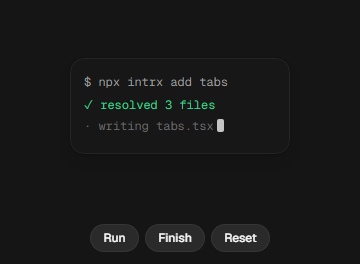 $ npx intrx add tabs
✓ resolved 3 files
· writing tabs.tsx
Run Finish Reset